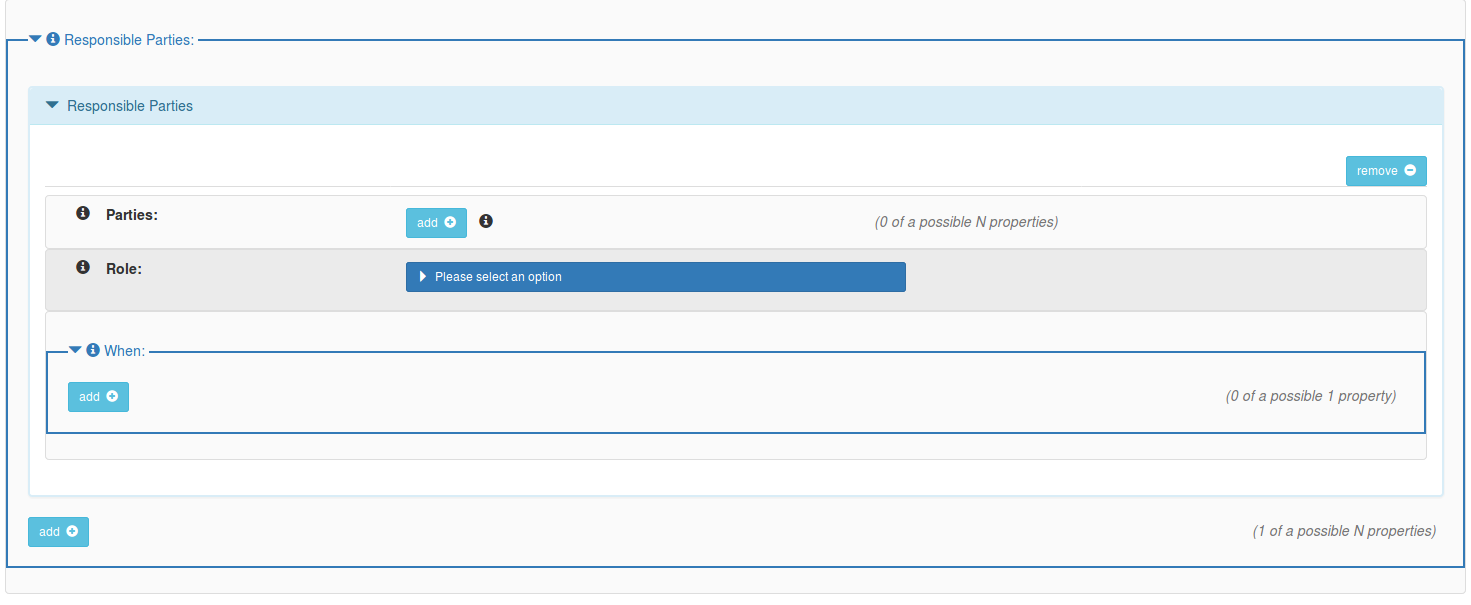 Responsible Parties:
Responsible Parties
remove
Parties:
add
(0 of a possible N properties)
Role:
Please select an option
When:
add
(0 of a possible 1 property)
add
(1 of a possible N properties)